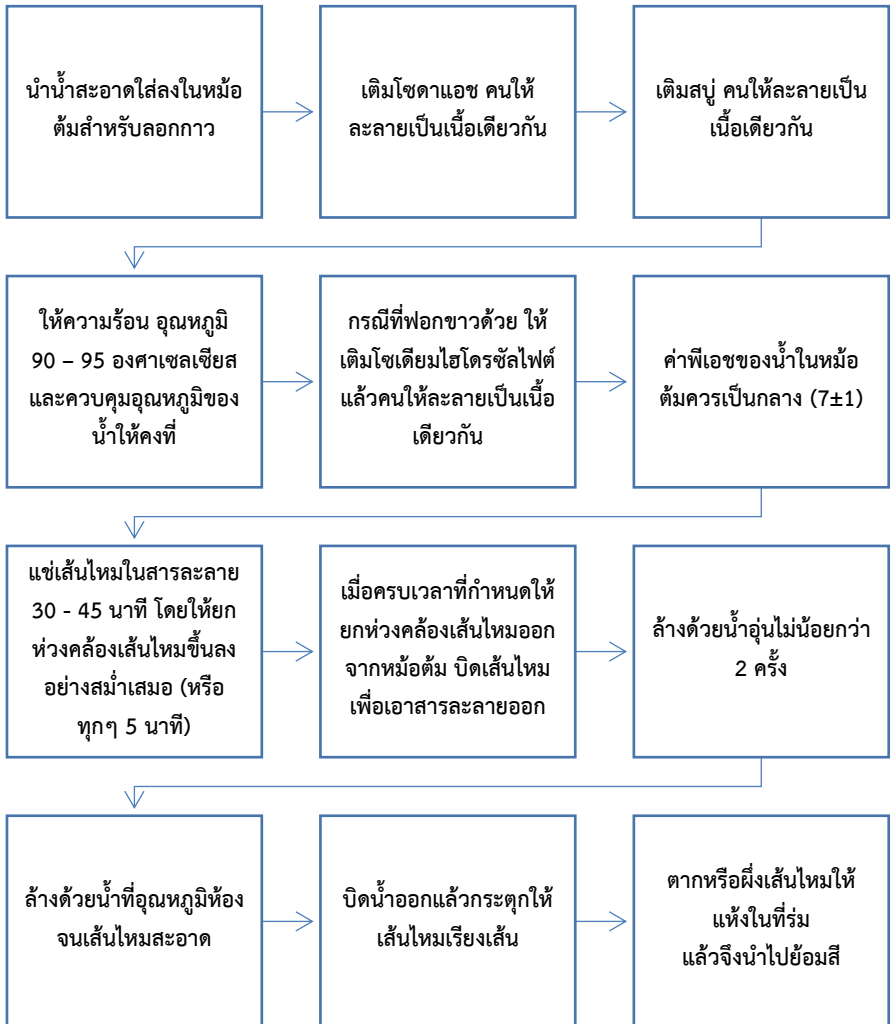 นำน้ำสะอาดใส่ลงในหม้อ
ต้มสำหรับลอกกาว
เติมโซดาแอช คนให้
ละลายเป็นเนื้อเดียวกัน
เติมสบู่ คนให้ละลายเป็น
เนื้อเดียวกัน
ให้ความร้อน อุณหภูมิ
90 – 95 องศาเซลเซียส
และควบคุมอุณหภูมิของ
น้ำให้คงที่
กรณีที่ฟอกขาวด้วย ให้
เติมโซเดียมไฮโดรซัลไฟต์
แล้วคนให้ละลายเป็นเนื้อ
เดียวกัน
ค่าพีเอชของน้ำในหม้อ
ต้มควรเป็นกลาง (7±1)
แช่เส้นไหมในสารละลาย
30 - 45 นาที โดยให้ยก
ห่วงคล้องเส้นไหมขึ้นลง
อย่างสม่ำเสมอ (หรือ
ทุกๆ 5 นาที)
เมื่อครบเวลาที่กำหนดให้
ยกห่วงคล้องเส้นไหมออก
จากหม้อต้ม บิดเส้นไหม
เพื่อเอาสารละลายออก
ล้างด้วยน้ำอุ่นไม่น้อยกว่า
2 ครั้ง
ล้างด้วยน้ำที่อุณหภูมิห้อง
จนเส้นไหมสะอาด
บิดน้ำออกแล้วกระตุกให้
เส้นไหมเรียงเส้น
ตากหรือผึ่งเส้นไหมให้
แห้งในที่ร่ม
แล้วจึงนำไปย้อมสี